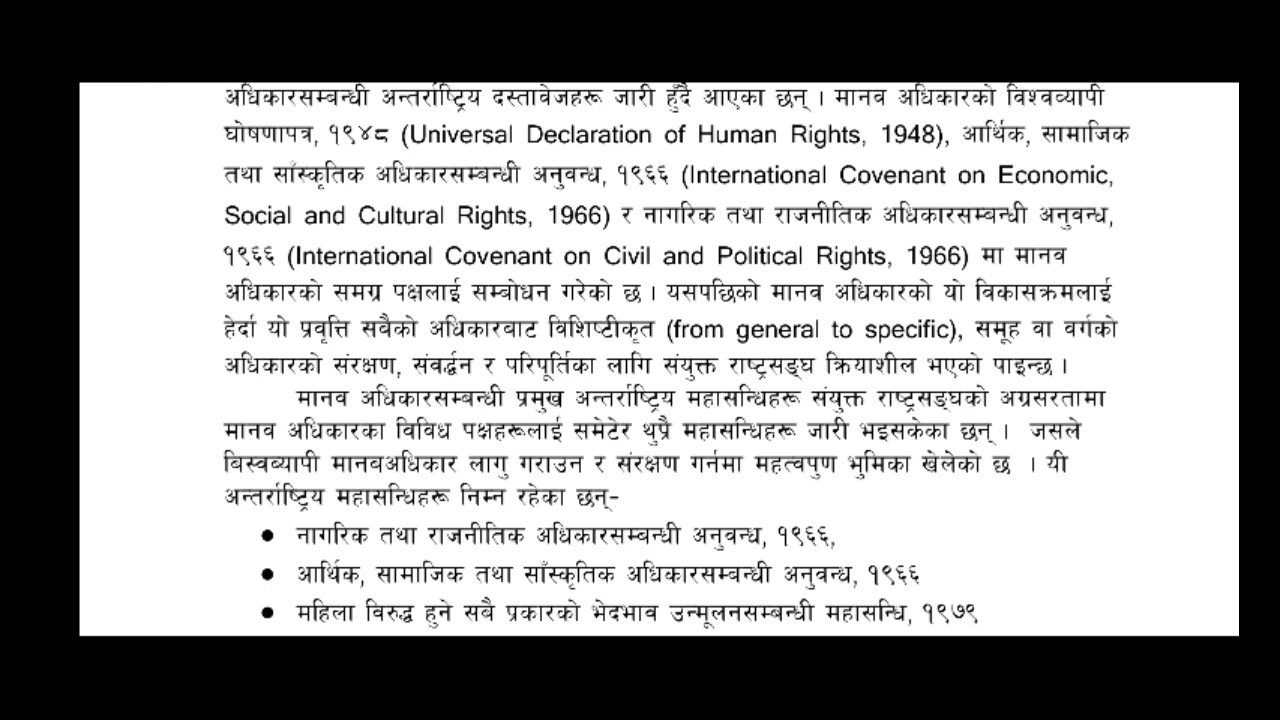 अधिकारसम्बन्धी अन्तर्राष्ट्रिय दस्तावेजहरू जारी हुँदै आएका छन् । मानव अधिकारको विश्वव्यापी
घोषणापत्र, १९४८ (Universal Declaration of Human Rights, 1948), आर्थिक, सामाजिक
तथा साँस्कृतिक अधिकारसम्बन्धी अनुवन्ध, १९६६ (International Covenant on Economic,
Social and Cultural Rights, 1966) र नागरिक तथा राजनीतिक अधिकारसम्बन्धी अनुवन्ध,
१९६६ (International Covenant on Civil and Political Rights, 1966) मा मानव
अधिकारको समग्र पक्षलाई सम्बोधन गरेको छ । यसपछिको मानव अधिकारको यो विकासक्रमलाई
हेर्दा यो प्रवृत्ति सबैको अधिकारबाट विशिष्टीकृत (from general to specific), समूह वा वर्गको
अधिकारको संरक्षण, संवर्द्धन र परिपूर्तिका लागि संयुक्त राष्ट्रसङ्घ क्रियाशील भएको पाइन्छ ।
मानव अधिकारसम्बन्धी प्रमुख अन्तर्राष्ट्रिय महासन्धिहरू संयुक्त राष्ट्रसङ्घको अग्रसरतामा
मानव अधिकारका विविध पक्षहरूलाई समेटेर थुप्रै महासन्धिहरू जारी भइसकेका छन् । जसले
बिस्वब्यापी मानबअधिकार लागु गराउन र संरक्षण गर्नमा महत्वपुण भुमिका खेलेको छ । यी
अन्तर्राष्ट्रिय महासन्धिहरू निम्न रहेका छन्-
● नागरिक तथा राजनीतिक अधिकारसम्बन्धी अनुवन्ध, १९६६,
● आर्थिक, सामाजिक तथा साँस्कृतिक अधिकारसम्बन्धी अनुवन्ध, १९६६
● महिला विरुद्ध हुने सबै प्रकारको भेदभाव उन्मूलनसम्बन्धी महासन्धि, १९७९